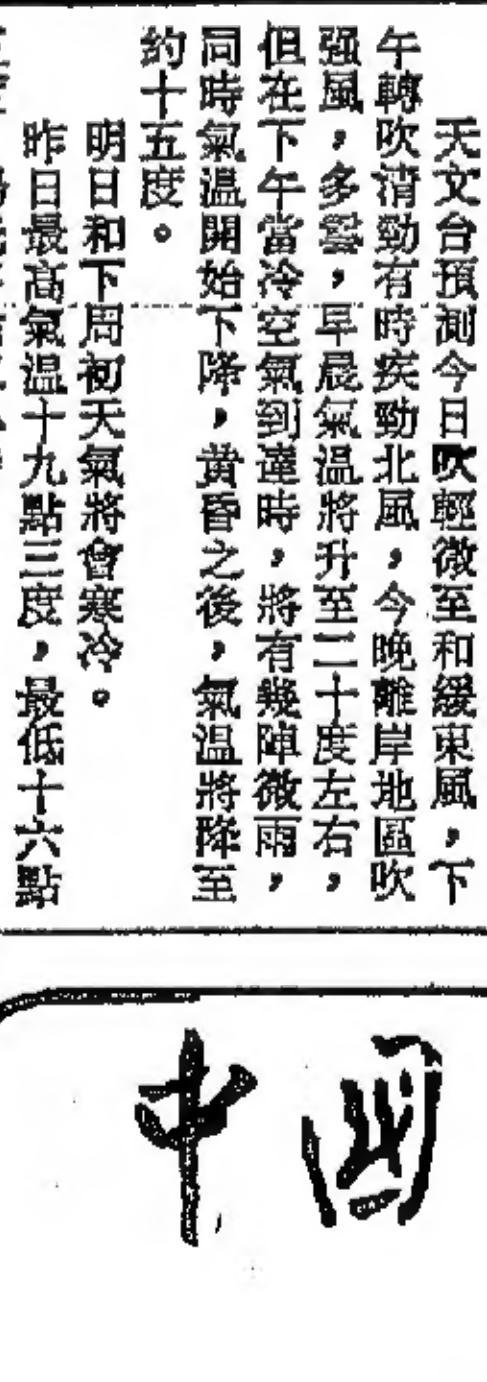 天文台預測今日吹輕微至和緩東風，下
午轉吹清勁有時疾勁北風，今晚離岸地區吹
强風，多雲，早晨氣溫將升至二十度左右，
但在下午當冷空氣到達時，將有幾陣微雨，
同時氣溫開始下降，黃昏之後，氣溫將降至
約十五度。
明日和下周初天氣將會寒冷。
昨日最高氣溫十九點三度，最低十六點
中國